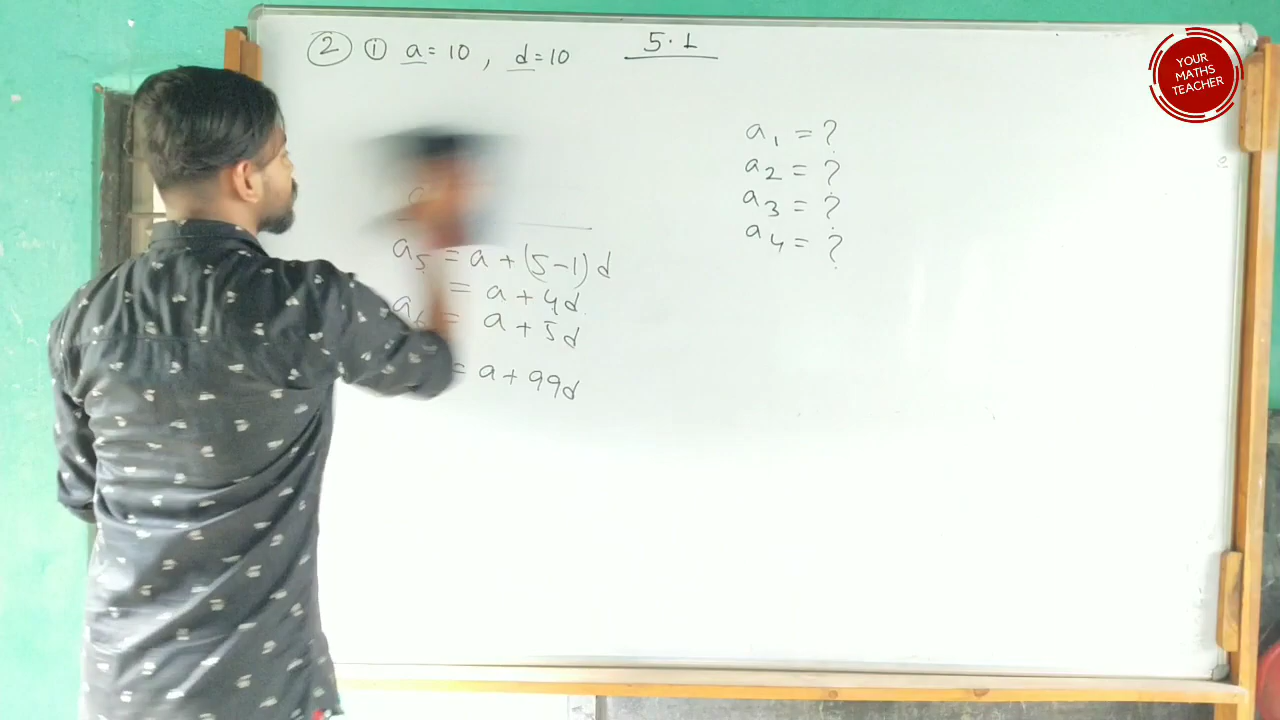 ② ① a = 10 , d = 10
5.1
a₅ = a + (5-1) d
= a + 4d
= a + 5d
= a + 99d
a₁ = ?
a₂ = ?
a₃ = ?
a₄ = ?
YOUR
MATHS
TEACHER